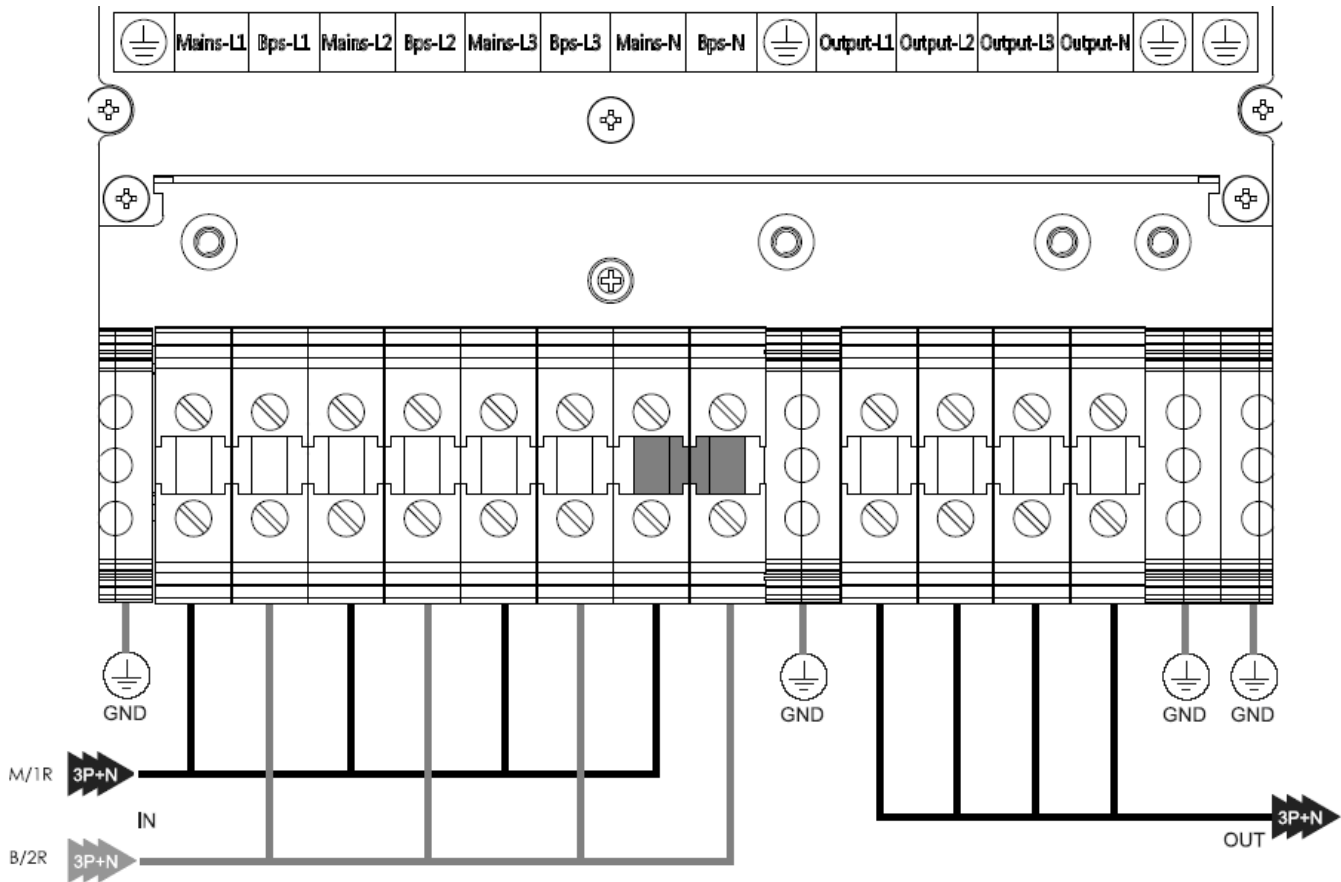 Mains-L1 Bps-L1 Mains-L2 Bps-L2 Mains-L3 Bps-L3 Mains-N Bps-N Output-L1 Output-L2 Output-L3 Output-N
GND GND GND GND
M/1R 3P+N
IN
3P+N
OUT
B/2R 3P+N